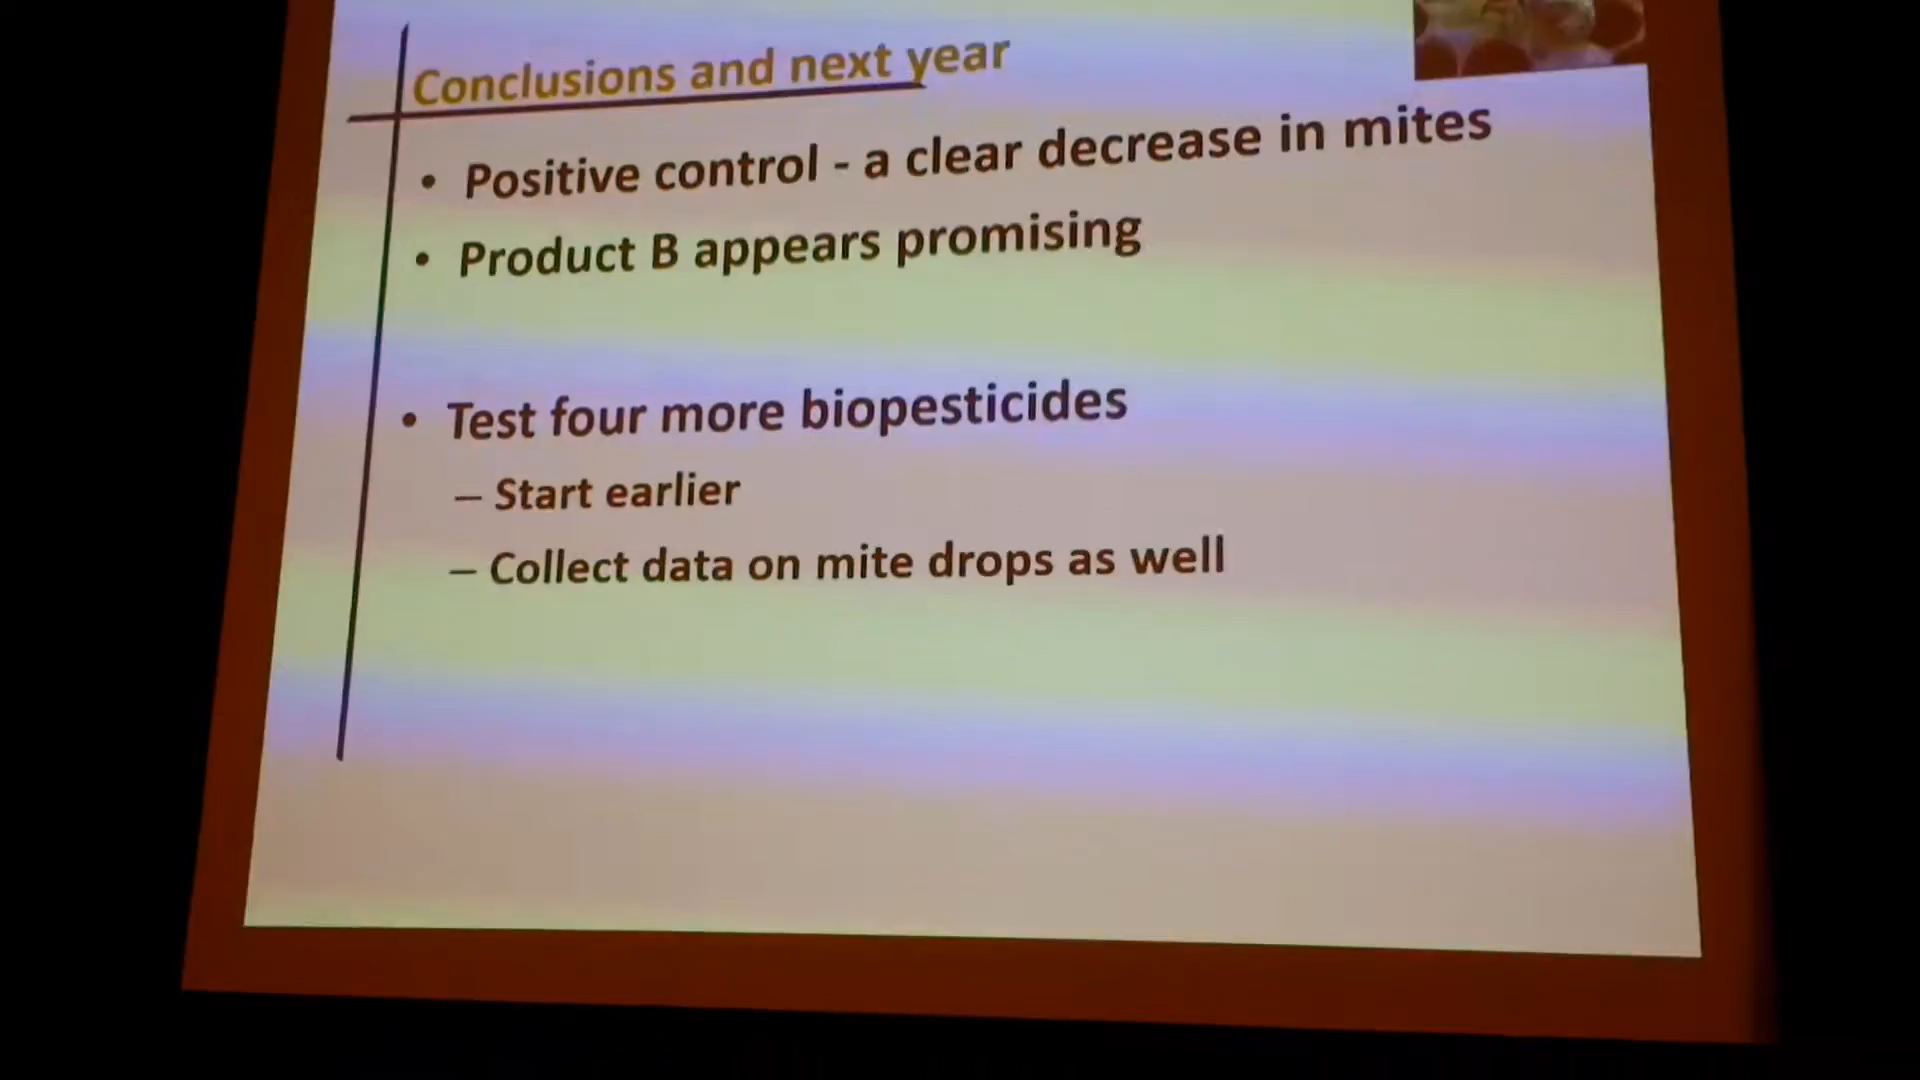 Conclusions and next year
• Positive control - a clear decrease in mites
• Product B appears promising
• Test four more biopesticides
– Start earlier
– Collect data on mite drops as well